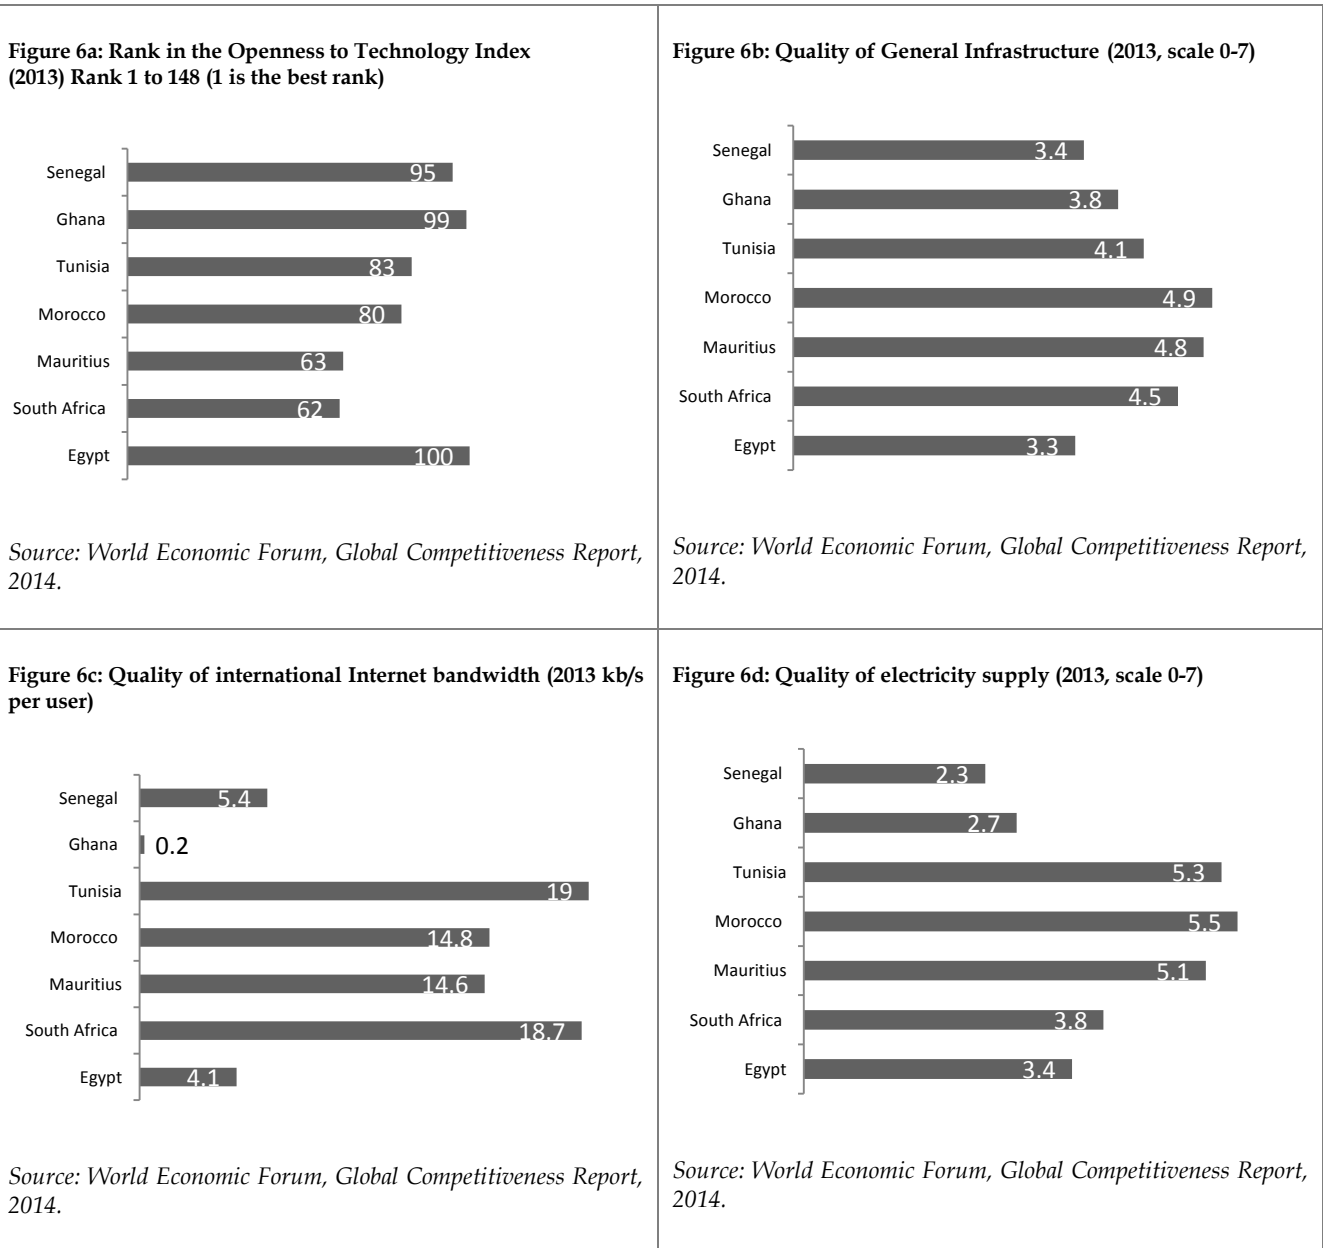 Figure 6a: Rank in the Openness to Technology Index
(2013) Rank 1 to 148 (1 is the best rank)
Senegal 95
Ghana 99
Tunisia 83
Morocco 80
Mauritius 63
South Africa 62
Egypt 100
Source: World Economic Forum, Global Competitiveness Report,
2014.
Figure 6b: Quality of General Infrastructure (2013, scale 0-7)
Senegal 3.4
Ghana 3.8
Tunisia 4.1
Morocco 4.9
Mauritius 4.8
South Africa 4.5
Egypt 3.3
Source: World Economic Forum, Global Competitiveness Report,
2014.
Figure 6c: Quality of international Internet bandwidth (2013 kb/s
per user)
Senegal 5.4
Ghana 0.2
Tunisia 19
Morocco 14.8
Mauritius 14.6
South Africa 18.7
Egypt 4.1
Source: World Economic Forum, Global Competitiveness Report,
2014.
Figure 6d: Quality of electricity supply (2013, scale 0-7)
Senegal 2.3
Ghana 2.7
Tunisia 5.3
Morocco 5.5
Mauritius 5.1
South Africa 3.8
Egypt 3.4
Source: World Economic Forum, Global Competitiveness Report,
2014.